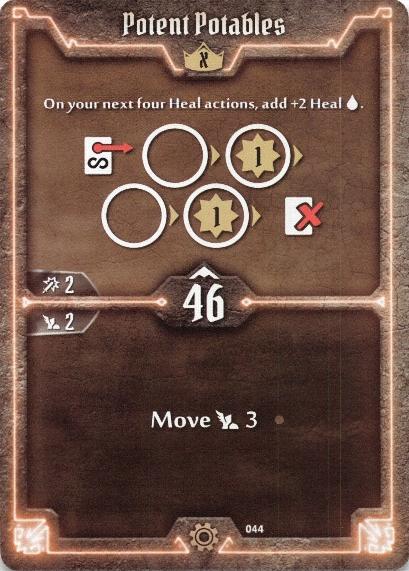 Potent Potables
X
On your next four Heal actions, add +2 Heal.
1
1
2
46
2
Move 3
044